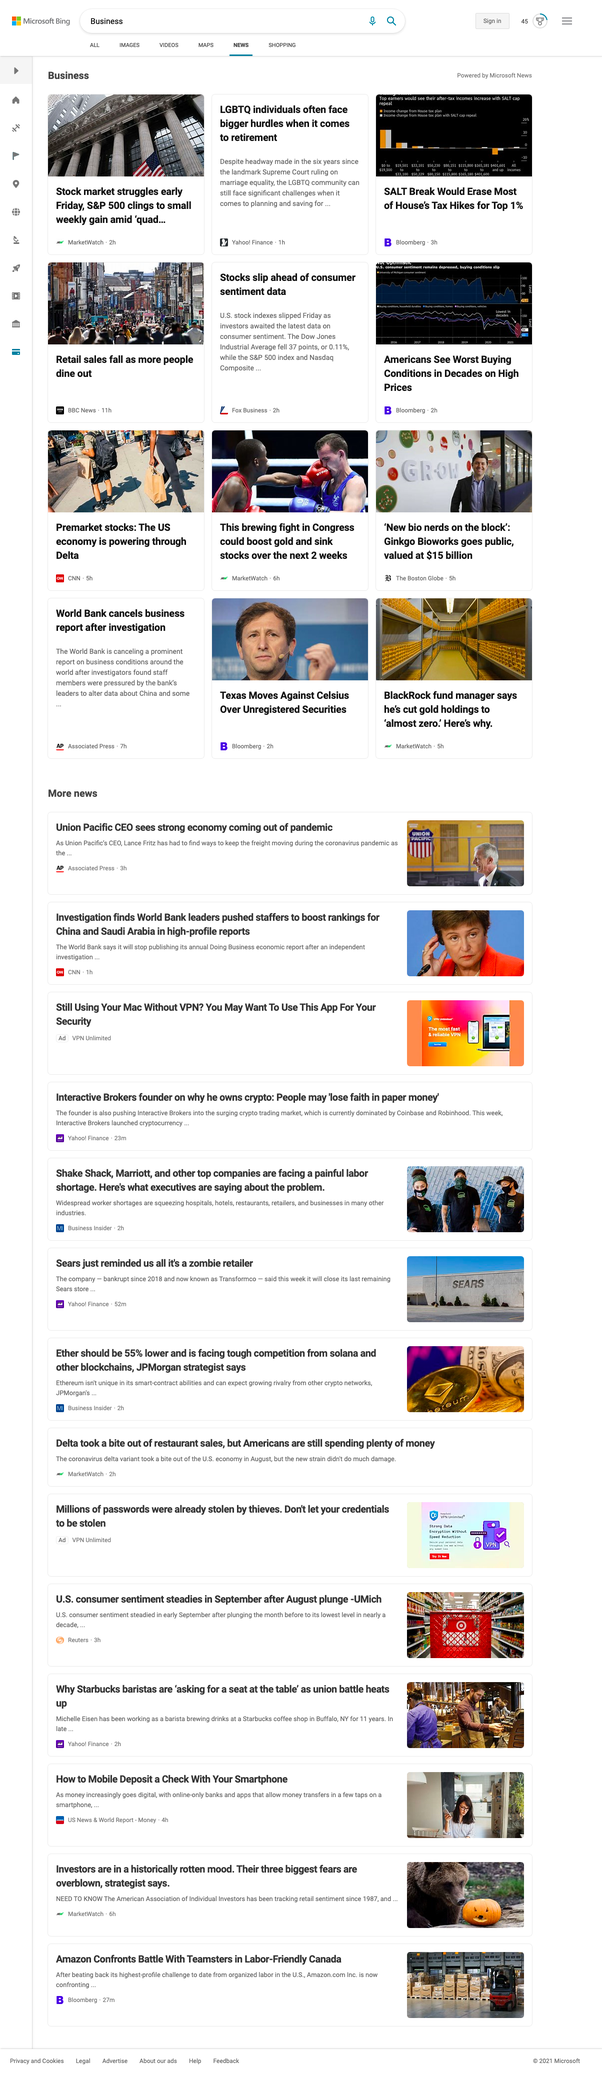 Microsoft Bing
Business
Sign in
45
ALL IMAGES VIDEOS MAPS NEWS SHOPPING
Business
Powered by Microsoft News
Stock market struggles early
Friday, S&P 500 clings to small
weekly gain amid ‘quad...
MarketWatch · 2h
LGBTQ individuals often face
bigger hurdles when it comes
to retirement
Despite headway made in the six years since
the landmark Supreme Court ruling on
marriage equality, the LGBTQ community can
still face significant challenges when it
comes to planning and saving for ...
Yahoo! Finance · 1h
SALT Break Would Erase Most
of House’s Tax Hikes for Top 1%
Bloomberg · 3h
Retail sales fall as more people
dine out
BBC News · 11h
Stocks slip ahead of consumer
sentiment data
U.S. stock indexes slipped Friday as
investors awaited the latest data on
consumer sentiment. The Dow Jones
Industrial Average fell 37 points, or 0.11%,
while the S&P 500 index and Nasdaq
Composite ...
Fox Business · 2h
Americans See Worst Buying
Conditions in Decades on High
Prices
Bloomberg · 2h
Premarket stocks: The US
economy is powering through
Delta
CNN · 5h
This brewing fight in Congress
could boost gold and sink
stocks over the next 2 weeks
MarketWatch · 6h
GROW
‘New bio nerds on the block’:
Ginkgo Bioworks goes public,
valued at $15 billion
The Boston Globe · 5h
World Bank cancels business
report after investigation
The World Bank is canceling a prominent
report on business conditions around the
world after investigators found staff
members were pressured by the bank’s
leaders to alter data about China and some
...
Associated Press · 7h
Texas Moves Against Celsius
Over Unregistered Securities
Bloomberg · 2h
BlackRock fund manager says
he’s cut gold holdings to
‘almost zero.’ Here’s why.
MarketWatch · 5h
More news
Union Pacific CEO sees strong economy coming out of pandemic
As Union Pacific’s CEO, Lance Fritz has had to find ways to keep the freight moving during the coronavirus pandemic as
the ...
Associated Press · 3h
UNION
PACIFIC
Investigation finds World Bank leaders pushed staffers to boost rankings for
China and Saudi Arabia in high-profile reports
The World Bank says it will stop publishing its annual Doing Business economic report after an independent
investigation ...
CNN · 1h
Still Using Your Mac Without VPN? You May Want To Use This App For Your
Security
Ad VPN Unlimited
The most fast
& reliable VPN
Interactive Brokers founder on why he owns crypto: People may 'lose faith in paper money'
The founder is also pushing Interactive Brokers into the surging crypto trading market, which is currently dominated by Coinbase and Robinhood. This week,
Interactive Brokers launched cryptocurrency ...
Yahoo! Finance · 23m
Shake Shack, Marriott, and other top companies are facing a painful labor
shortage. Here's what executives are saying about the problem.
Widespread worker shortages are squeezing hospitals, hotels, restaurants, retailers, and businesses in many other
industries.
Business Insider · 2h
Sears just reminded us all it's a zombie retailer
The company — bankrupt since 2018 and now known as Transformco — said this week it will close its last remaining
Sears store ...
Yahoo! Finance · 52m
SEARS
Ether should be 55% lower and is facing tough competition from solana and
other blockchains, JPMorgan strategist says
Ethereum isn't unique in its smart-contract abilities and can expect growing rivalry from other crypto networks,
JPMorgan's ...
Business Insider · 2h
Delta took a bite out of restaurant sales, but Americans are still spending plenty of money
The coronavirus delta variant took a bite out of the U.S. economy in August, but the new strain didn't do much damage.
MarketWatch · 2h
Millions of passwords were already stolen by thieves. Don't let your credentials
to be stolen
Ad VPN Unlimited
Strong Data
Encryption Without
Speed Reduction
VPN
U.S. consumer sentiment steadies in September after August plunge -UMich
U.S. consumer sentiment steadied in early September after plunging the month before to its lowest level in nearly a
decade, ...
Reuters · 3h
Why Starbucks baristas are ‘asking for a seat at the table’ as union battle heats
up
Michelle Eisen has been working as a barista brewing drinks at a Starbucks coffee shop in Buffalo, NY for 11 years. In
late ...
Yahoo! Finance · 2h
How to Mobile Deposit a Check With Your Smartphone
As money increasingly goes digital, with online-only banks and apps that allow money transfers in a few taps on a
smartphone, ...
US News & World Report - Money · 4h
Investors are in a historically rotten mood. Their three biggest fears are
overblown, strategist says.
NEED TO KNOW The American Association of Individual Investors has been tracking retail sentiment since 1987, and ...
MarketWatch · 6h
Amazon Confronts Battle With Teamsters in Labor-Friendly Canada
After beating back its highest-profile challenge to date from organized labor in the U.S., Amazon.com Inc. is now
confronting ...
Bloomberg · 27m
Privacy and Cookies Legal Advertise About our ads Help Feedback
© 2021 Microsoft